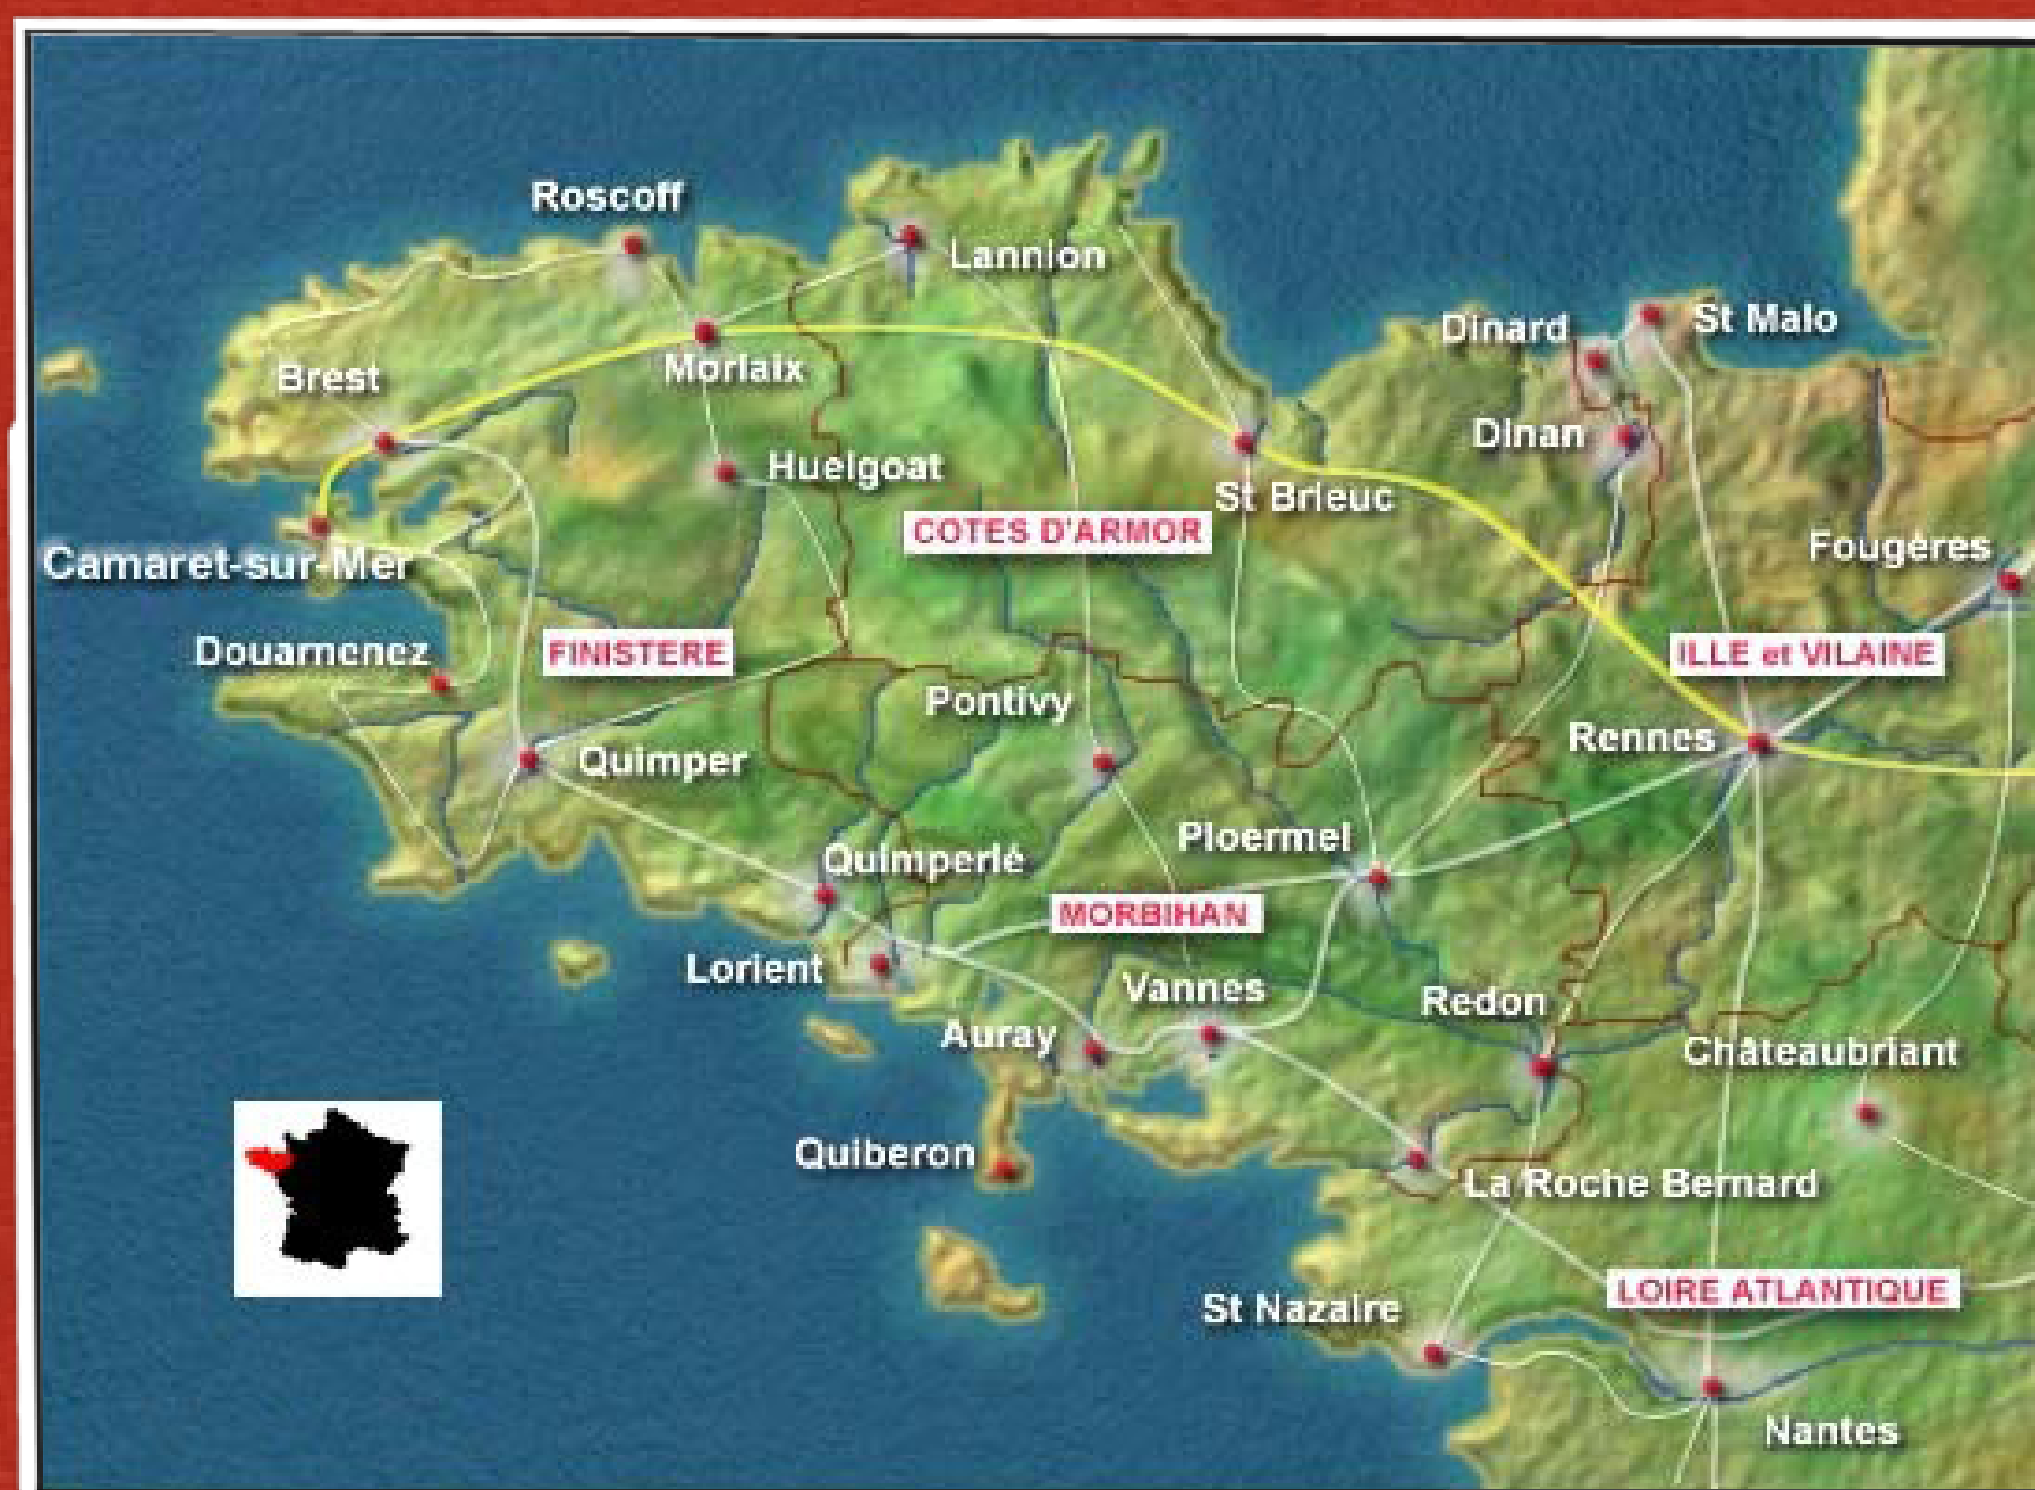 Roscoff
Lannion
Dinard
St Malo
Brest
Morlaix
Dinan
Huelgoat
St Brieuc
COTES D'ARMOR
Fougères
Camaret-sur-Mer
Douarnenez
FINISTERE
ILLE et VILAINE
Pontivy
Rennes
Quimper
Ploermel
Quimperlé
MORBIHAN
Lorient
Vannes
Redon
Auray
Châteaubriant
Quiberon
La Roche Bernard
LOIRE ATLANTIQUE
St Nazaire
Nantes